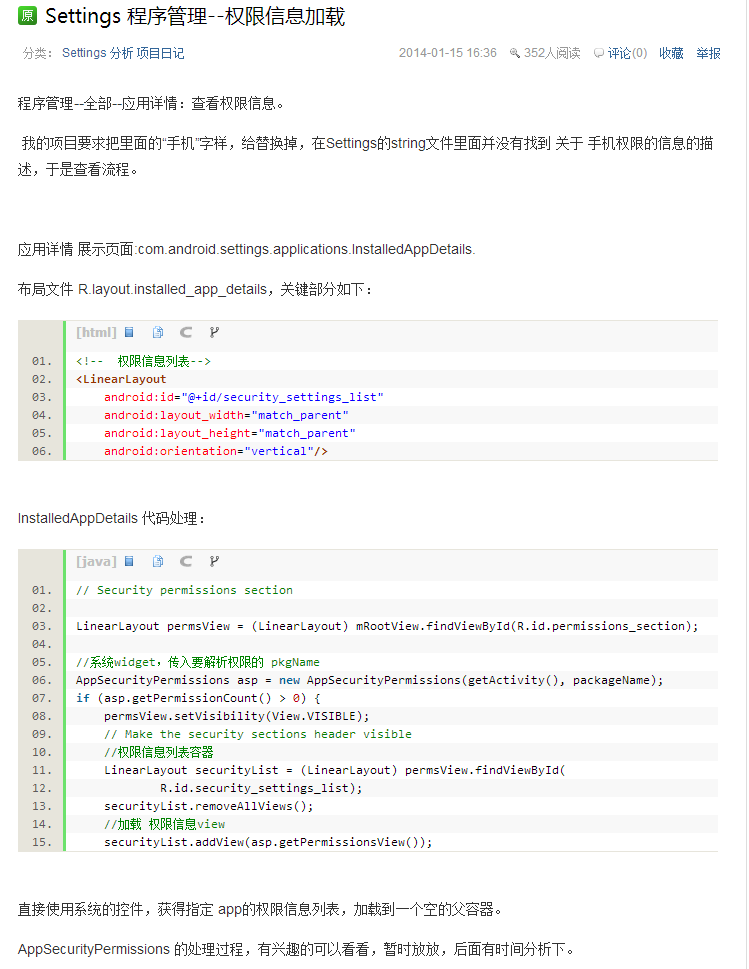 原 Settings 程序管理--权限信息加载
分类： Settings 分析 项目日记 2014-01-15 16:36 352人阅读 评论(0) 收藏 举报
程序管理--全部--应用详情：查看权限信息。
我的项目要求把里面的“手机”字样，给替换掉，在Settings的string文件里面并没有找到 关于 手机权限的信息的描
述，于是查看流程。
应用详情 展示页面:com.android.settings.applications.InstalledAppDetails.
布局文件 R.layout.installed_app_details，关键部分如下：
[html]
01. <!--  权限信息列表-->
02. <LinearLayout
03.     android:id="@+id/security_settings_list"
04.     android:layout_width="match_parent"
05.     android:layout_height="match_parent"
06.     android:orientation="vertical"/>
InstalledAppDetails 代码处理：
[java]
01. // Security permissions section
02.
03. LinearLayout permsView = (LinearLayout) mRootView.findViewById(R.id.permissions_section);
04.
05. //系统widget，传入要解析权限的 pkgName
06. AppSecurityPermissions asp = new AppSecurityPermissions(getActivity(), packageName);
07. if (asp.getPermissionCount() > 0) {
08.     permsView.setVisibility(View.VISIBLE);
09.     // Make the security sections header visible
10.     //权限信息列表容器
11.     LinearLayout securityList = (LinearLayout) permsView.findViewById(
12.             R.id.security_settings_list);
13.     securityList.removeAllViews();
14.     //加载 权限信息view
15.     securityList.addView(asp.getPermissionsView());
直接使用系统的控件，获得指定 app的权限信息列表，加载到一个空的父容器。
AppSecurityPermissions 的处理过程，有兴趣的可以看看，暂时放放，后面有时间分析下。